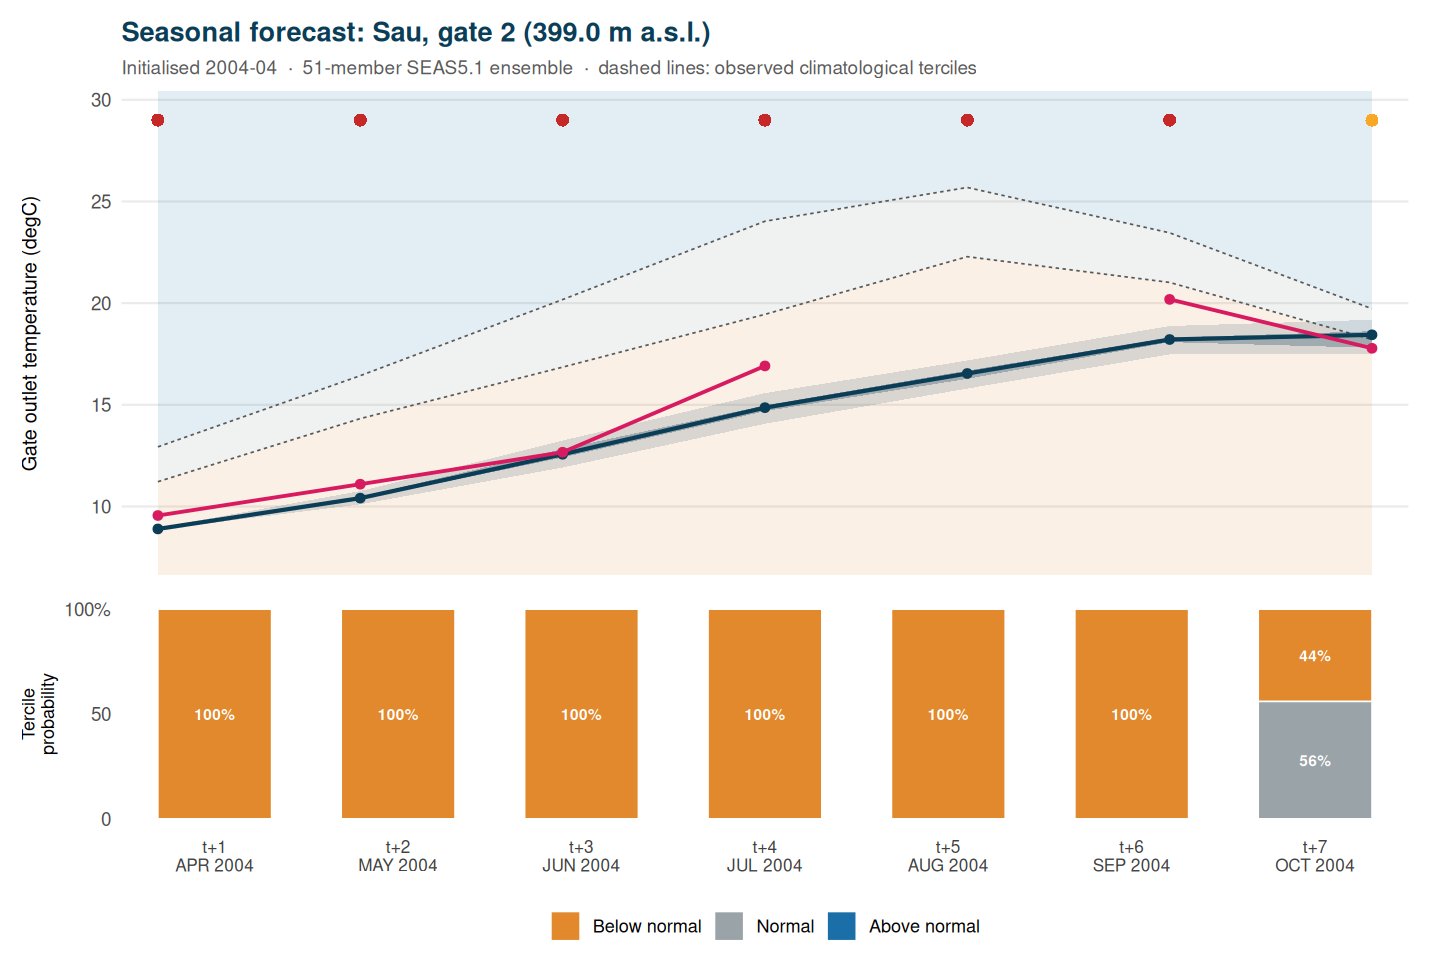 Seasonal forecast: Sau, gate 2 (399.0 m a.s.l.)
Initialised 2004-04 · 51-member SEAS5.1 ensemble · dashed lines: observed climatological terciles
Gate outlet temperature (degC)
30
25
20
15
10
Tercile
probability
100%
50
0
100%
100%
100%
100%
100%
100%
44%
56%
t+1
APR 2004
t+2
MAY 2004
t+3
JUN 2004
t+4
JUL 2004
t+5
AUG 2004
t+6
SEP 2004
t+7
OCT 2004
Below normal
Normal
Above normal